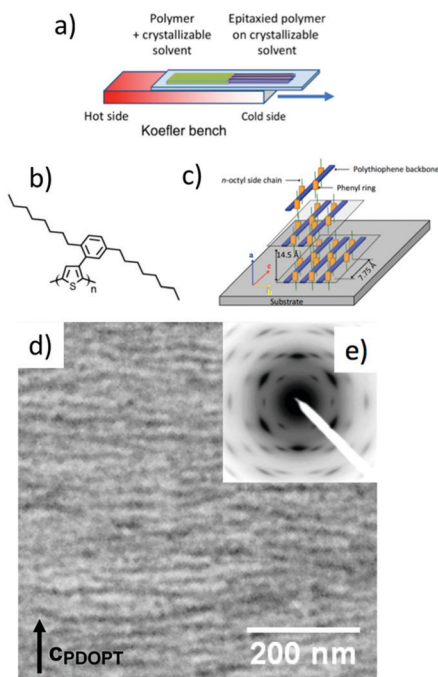 a)
Polymer
+ crystallizable
solvent
Epitaxied polymer
on crystallizable
solvent
Hot side
Cold side
Koefler bench
b)
S
n
c)
Polythiophene backbone
n-octyl side chain
Phenyl ring
14.5 Å
7.75 Å
a
c
b
Substrate
d)
e)
cPDOPT
200 nm